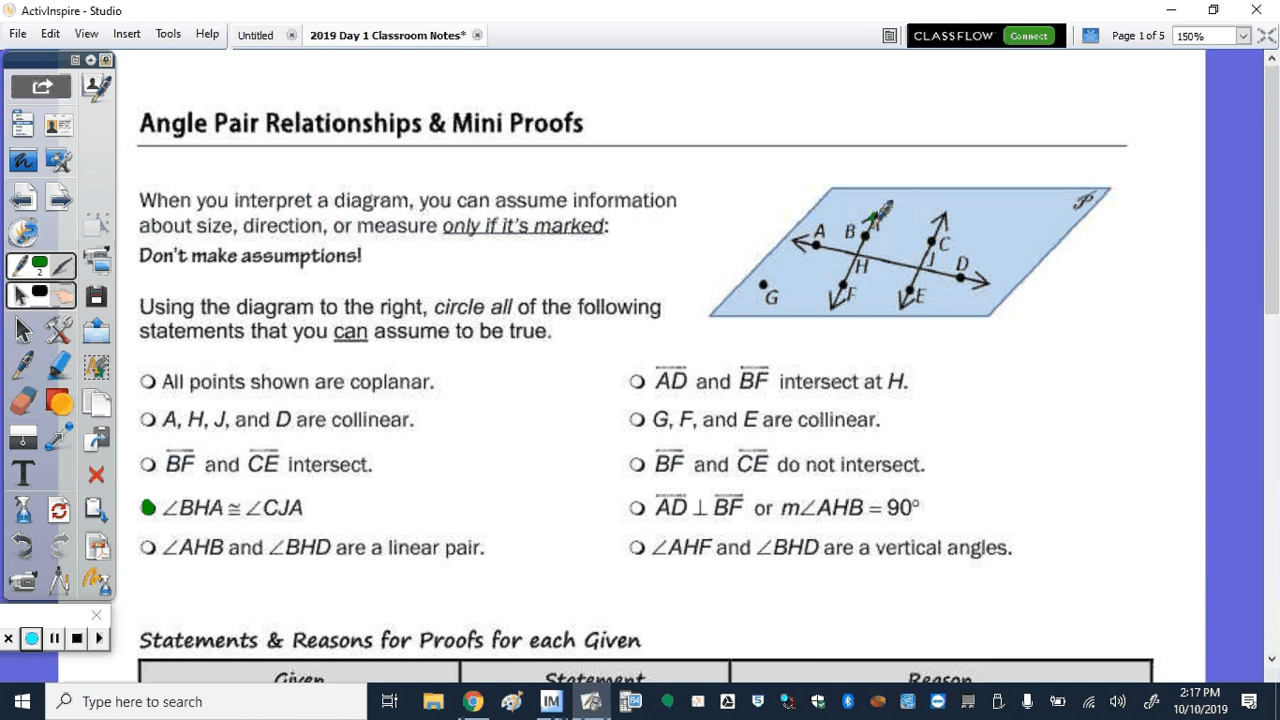 ActivInspire - Studio
File Edit View Insert Tools Help Untitled 2019 Day 1 Classroom Notes* CLASSFLOW Connect Page 1 of 5 150%
Angle Pair Relationships & Mini Proofs
When you interpret a diagram, you can assume information
about size, direction, or measure only if it's marked:
Don't make assumptions!
Using the diagram to the right, circle all of the following
statements that you can assume to be true.
P
A B C
H J D
G F E
All points shown are coplanar.
A, H, J, and D are collinear.
BF and CE intersect.
∠BHA ≅ ∠CJA
∠AHB and ∠BHD are a linear pair.
AD and BF intersect at H.
G, F, and E are collinear.
BF and CE do not intersect.
AD ⊥ BF or m∠AHB = 90°
∠AHF and ∠BHD are a vertical angles.
Statements & Reasons for Proofs for each Given
Given Statement Reason
2
T
Type here to search
IM
2:17 PM
10/10/2019